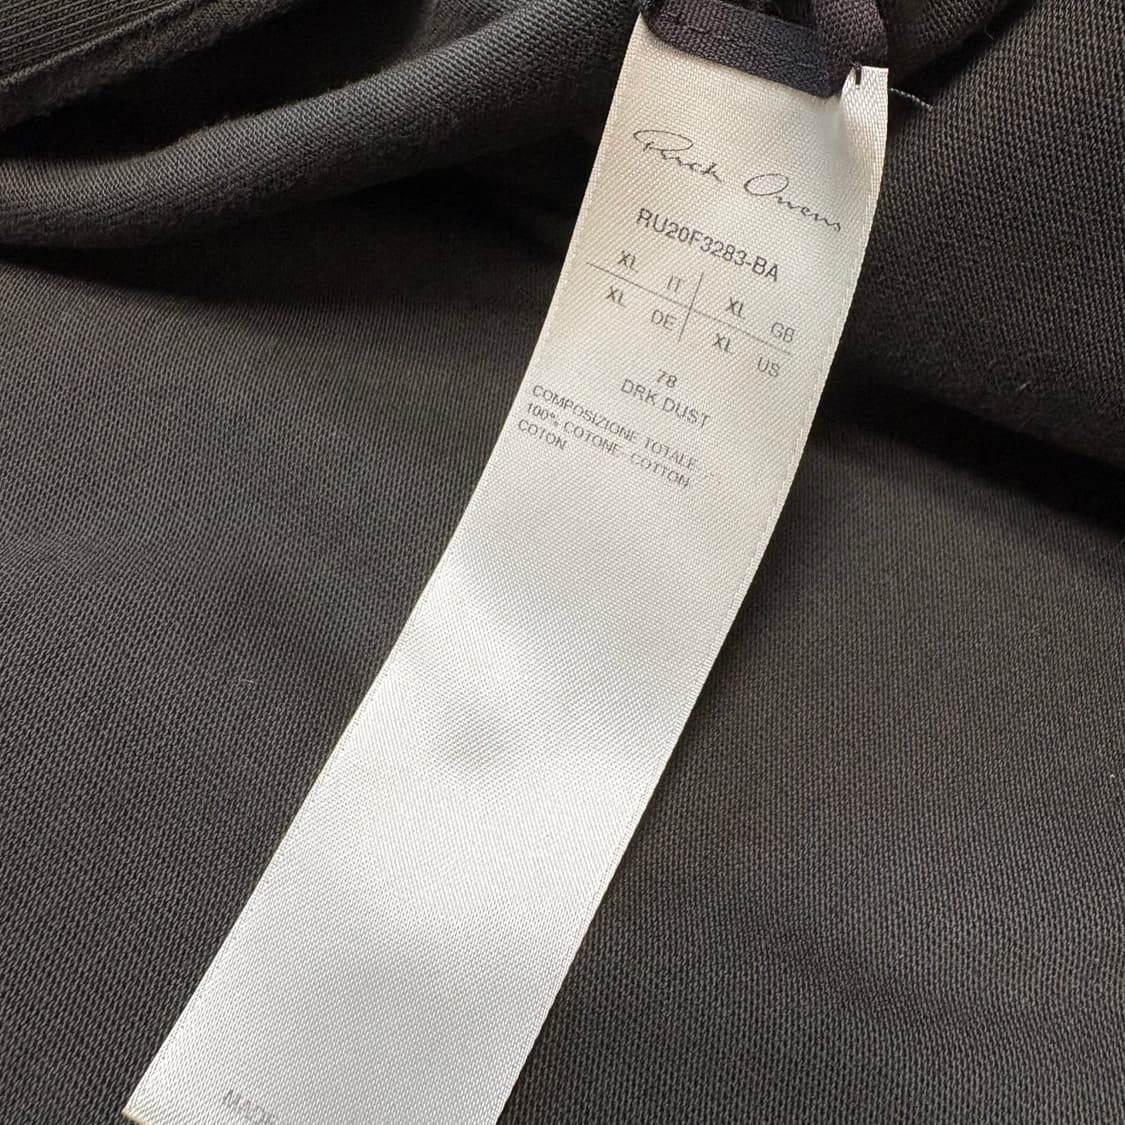 Rick Owens
RU20F3283-BA
XL IT XL GB
XL DE XL US
78
DRK DUST
COMPOSIZIONE TOTALE
100% COTONE- COTTON
COTON
MADE